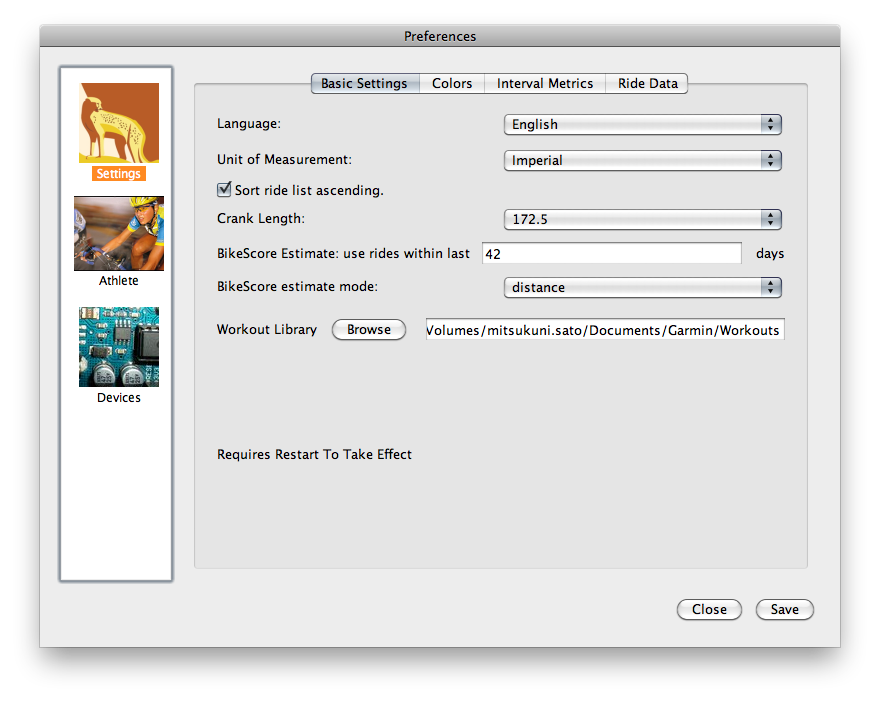 Preferences
Settings
Athlete
Devices
Basic Settings Colors Interval Metrics Ride Data
Language: English
Unit of Measurement: Imperial
Sort ride list ascending.
Crank Length: 172.5
BikeScore Estimate: use rides within last 42 days
BikeScore estimate mode: distance
Workout Library Browse Volumes/mitsukuni.sato/Documents/Garmin/Workouts
Requires Restart To Take Effect
Close Save